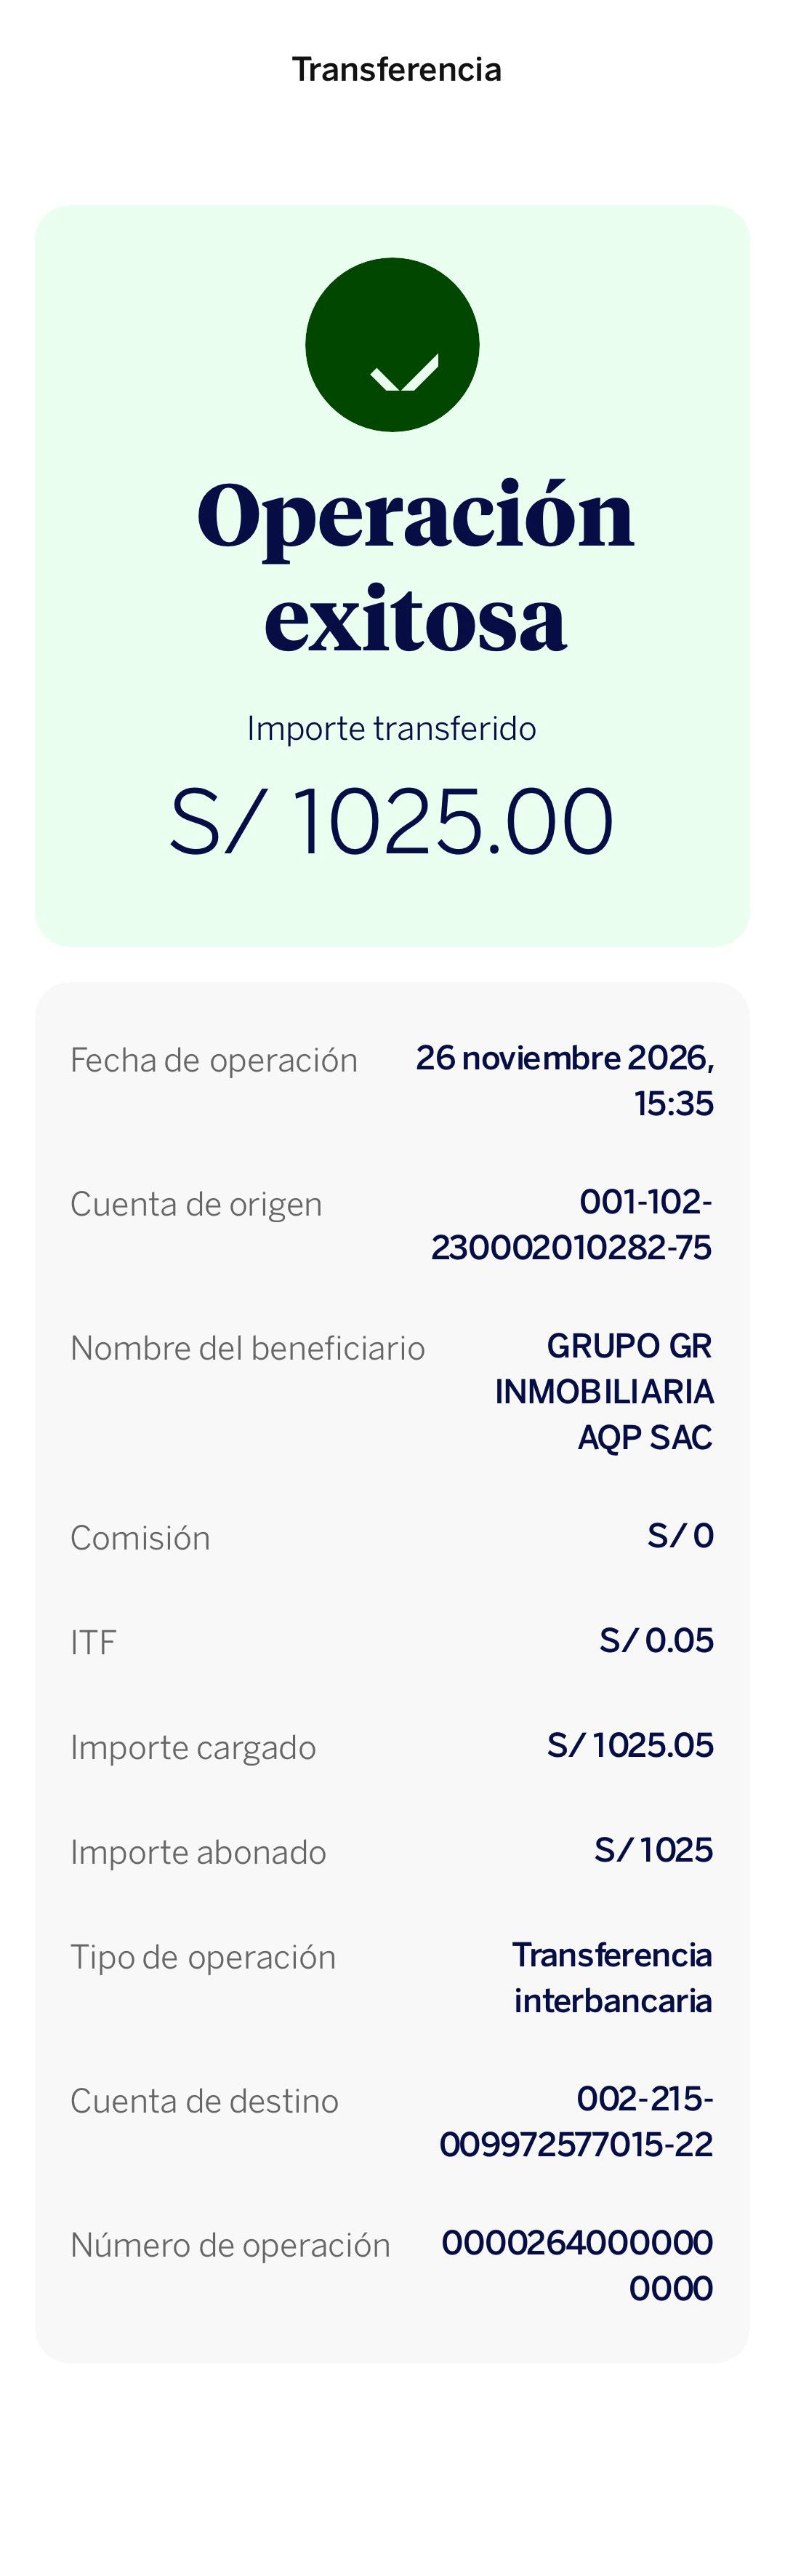 Transferencia
Operación
exitosa
Importe transferido
S/ 1025.00
Fecha de operación 26 noviembre 2026,
15:35
Cuenta de origen 001-102-
230002010282-75
Nombre del beneficiario GRUPO GR
INMOBILIARIA
AQP SAC
Comisión S/ 0
ITF S/ 0.05
Importe cargado S/ 1025.05
Importe abonado S/ 1025
Tipo de operación Transferencia
interbancaria
Cuenta de destino 002-215-
009972577015-22
Número de operación 0000264000000
0000